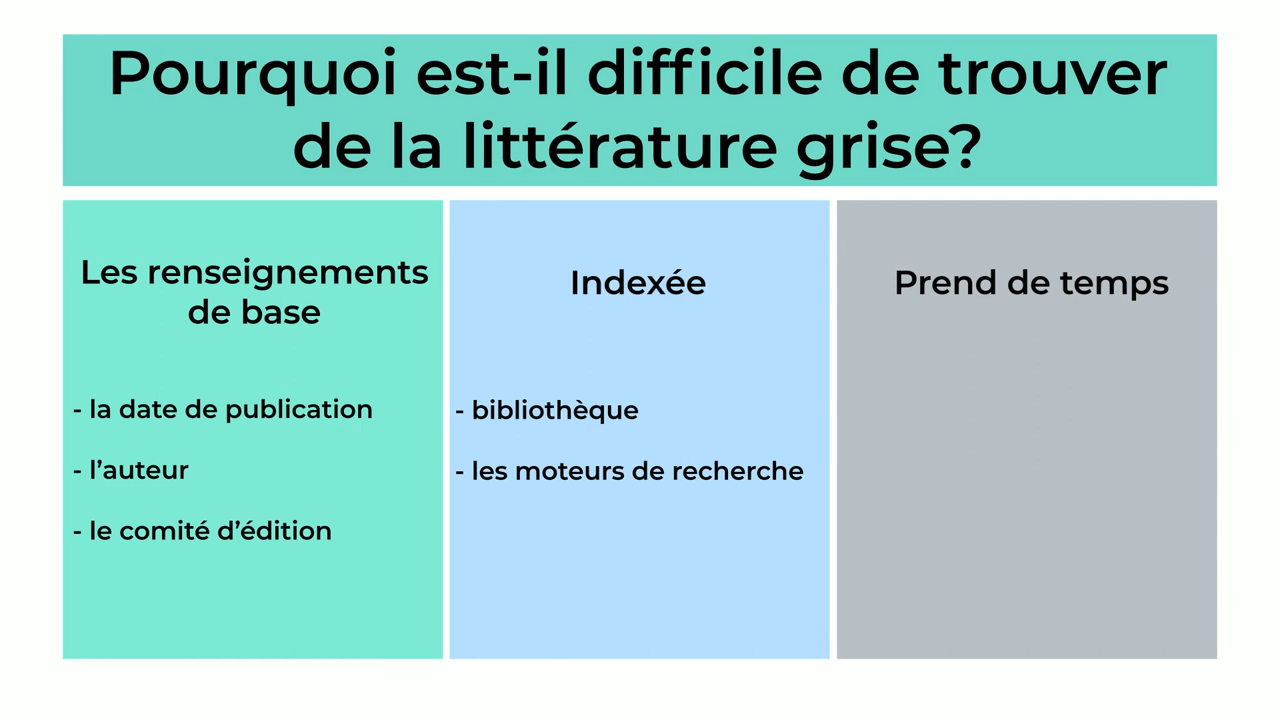 Pourquoi est-il difficile de trouver
de la littérature grise?
Les renseignements
de base
- la date de publication
- l’auteur
- le comité d’édition
Indexée
- bibliothèque
- les moteurs de recherche
Prend de temps